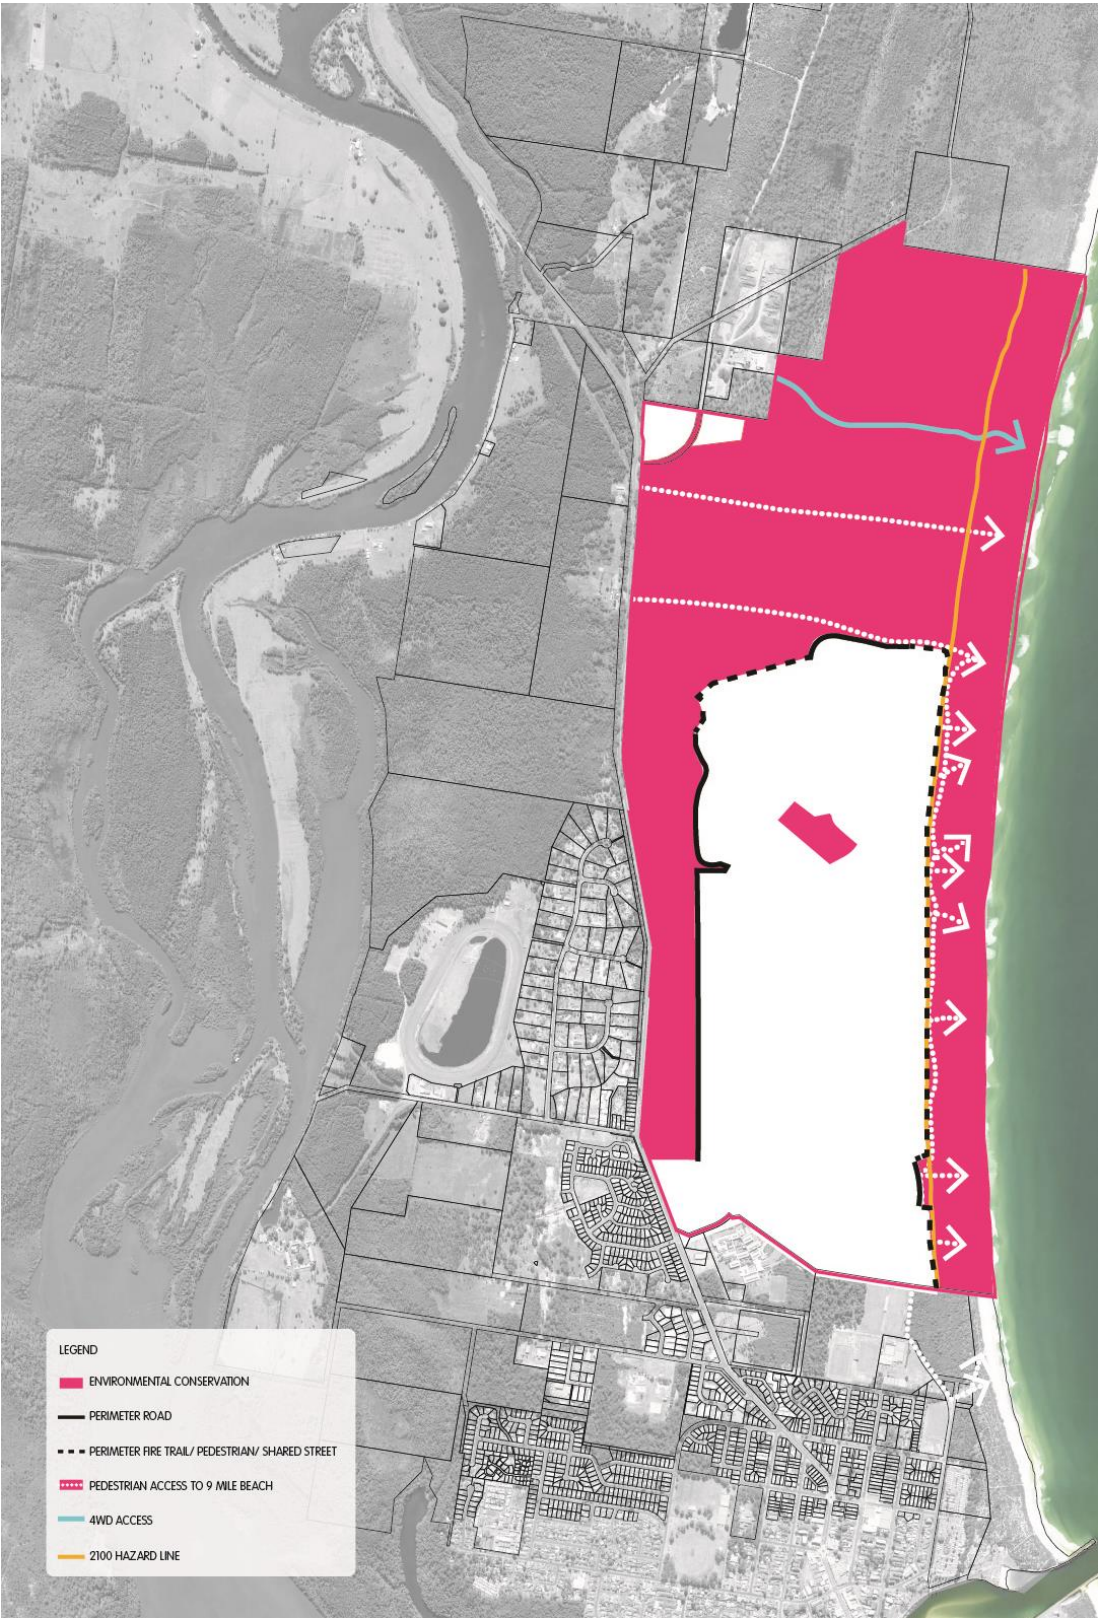 LEGEND
ENVIRONMENTAL CONSERVATION
PERIMETER ROAD
PERIMETER FIRE TRAIL/ PEDESTRIAN/ SHARED STREET
PEDESTRIAN ACCESS TO 9 MILE BEACH
4WD ACCESS
2100 HAZARD LINE